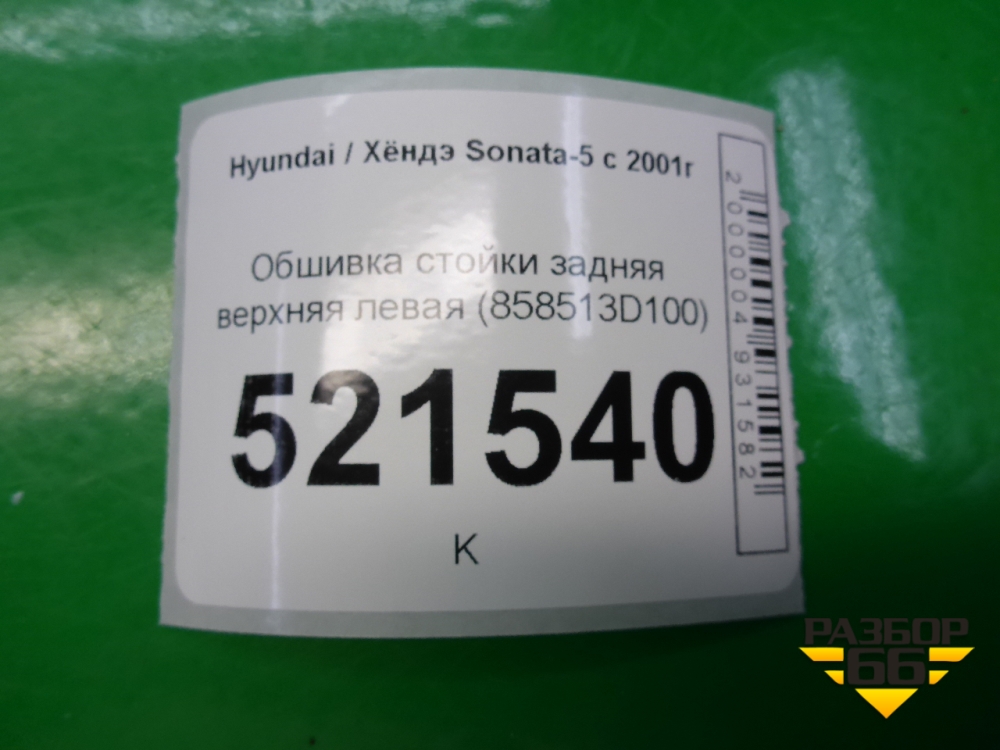 Hyundai / Хёндэ Sonata-5 с 2001г
Обшивка стойки задняя
верхняя левая (858513D100)
521540
К
2000004931582
РАЗБОР
66